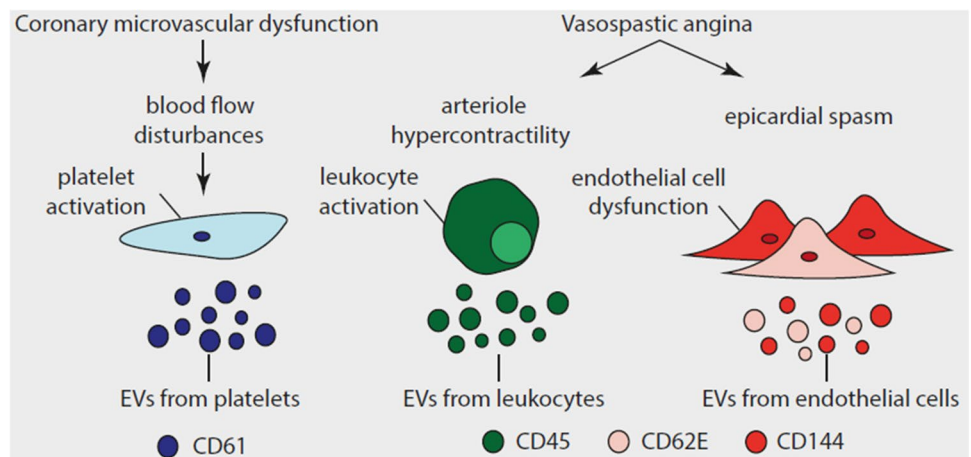 Coronary microvascular dysfunction
Vasospastic angina
blood flow
disturbances
arteriole
hypercontractility
epicardial spasm
platelet
activation
leukocyte
activation
endothelial cell
dysfunction
EVs from platelets
EVs from leukocytes
EVs from endothelial cells
CD61
CD45
CD62E
CD144